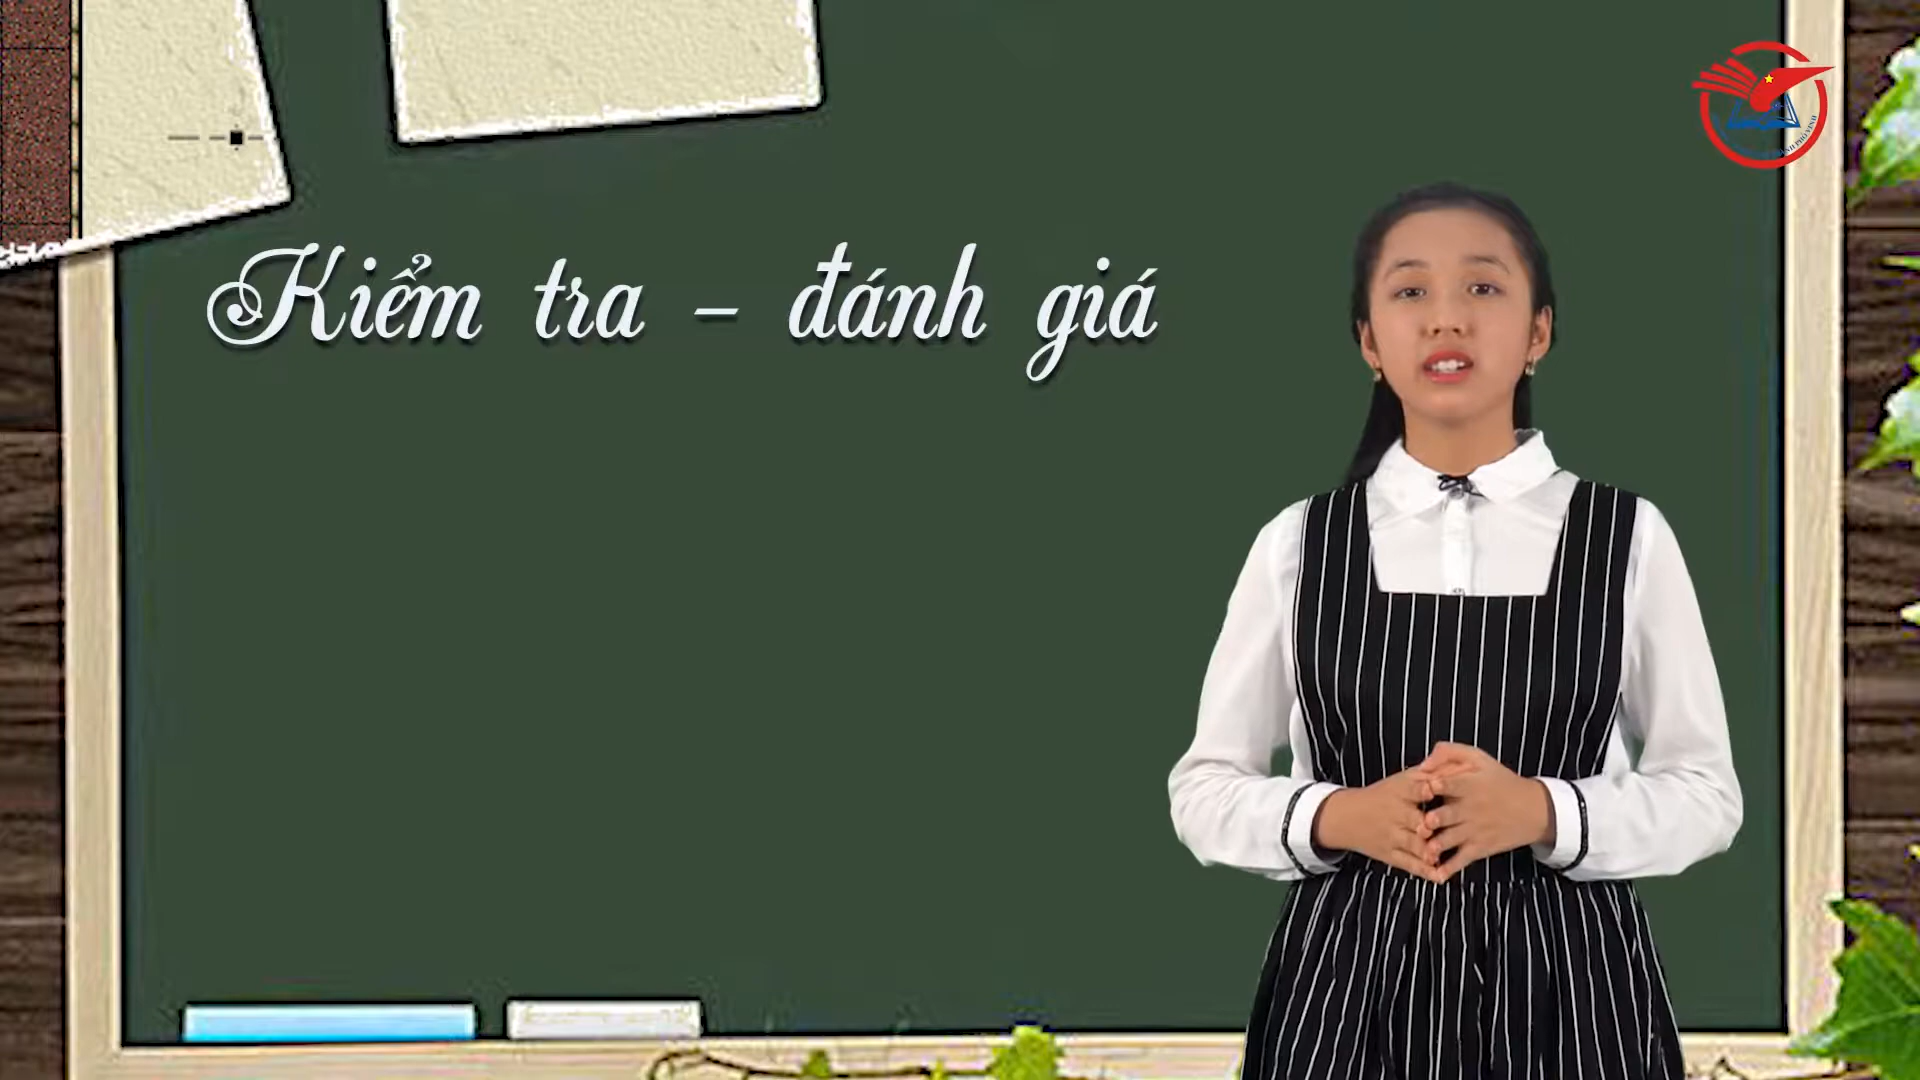 Kiểm tra – đánh giá